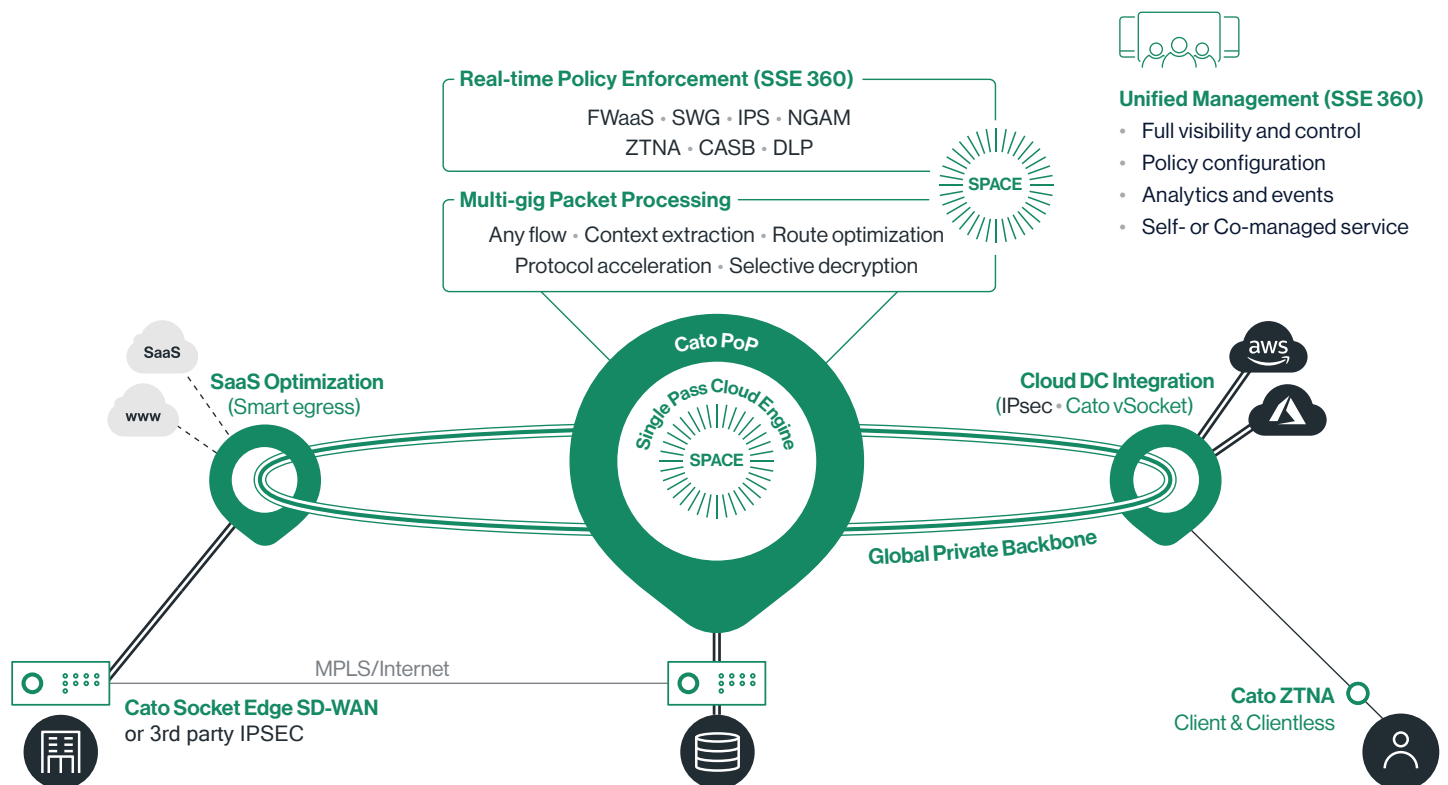 Real-time Policy Enforcement (SSE 360)
FWaaS • SWG • IPS • NGAM
ZTNA • CASB • DLP
SPACE
Multi-gig Packet Processing
Any flow • Context extraction • Route optimization
Protocol acceleration • Selective decryption
Unified Management (SSE 360)
• Full visibility and control
• Policy configuration
• Analytics and events
• Self- or Co-managed service
SaaS
www
SaaS Optimization
(Smart egress)
Cato PoP
Single Pass Cloud Engine
SPACE
Cloud DC Integration
(IPsec • Cato vSocket)
aws
Global Private Backbone
MPLS/Internet
Cato Socket Edge SD-WAN
or 3rd party IPSEC
Cato ZTNA
Client & Clientless